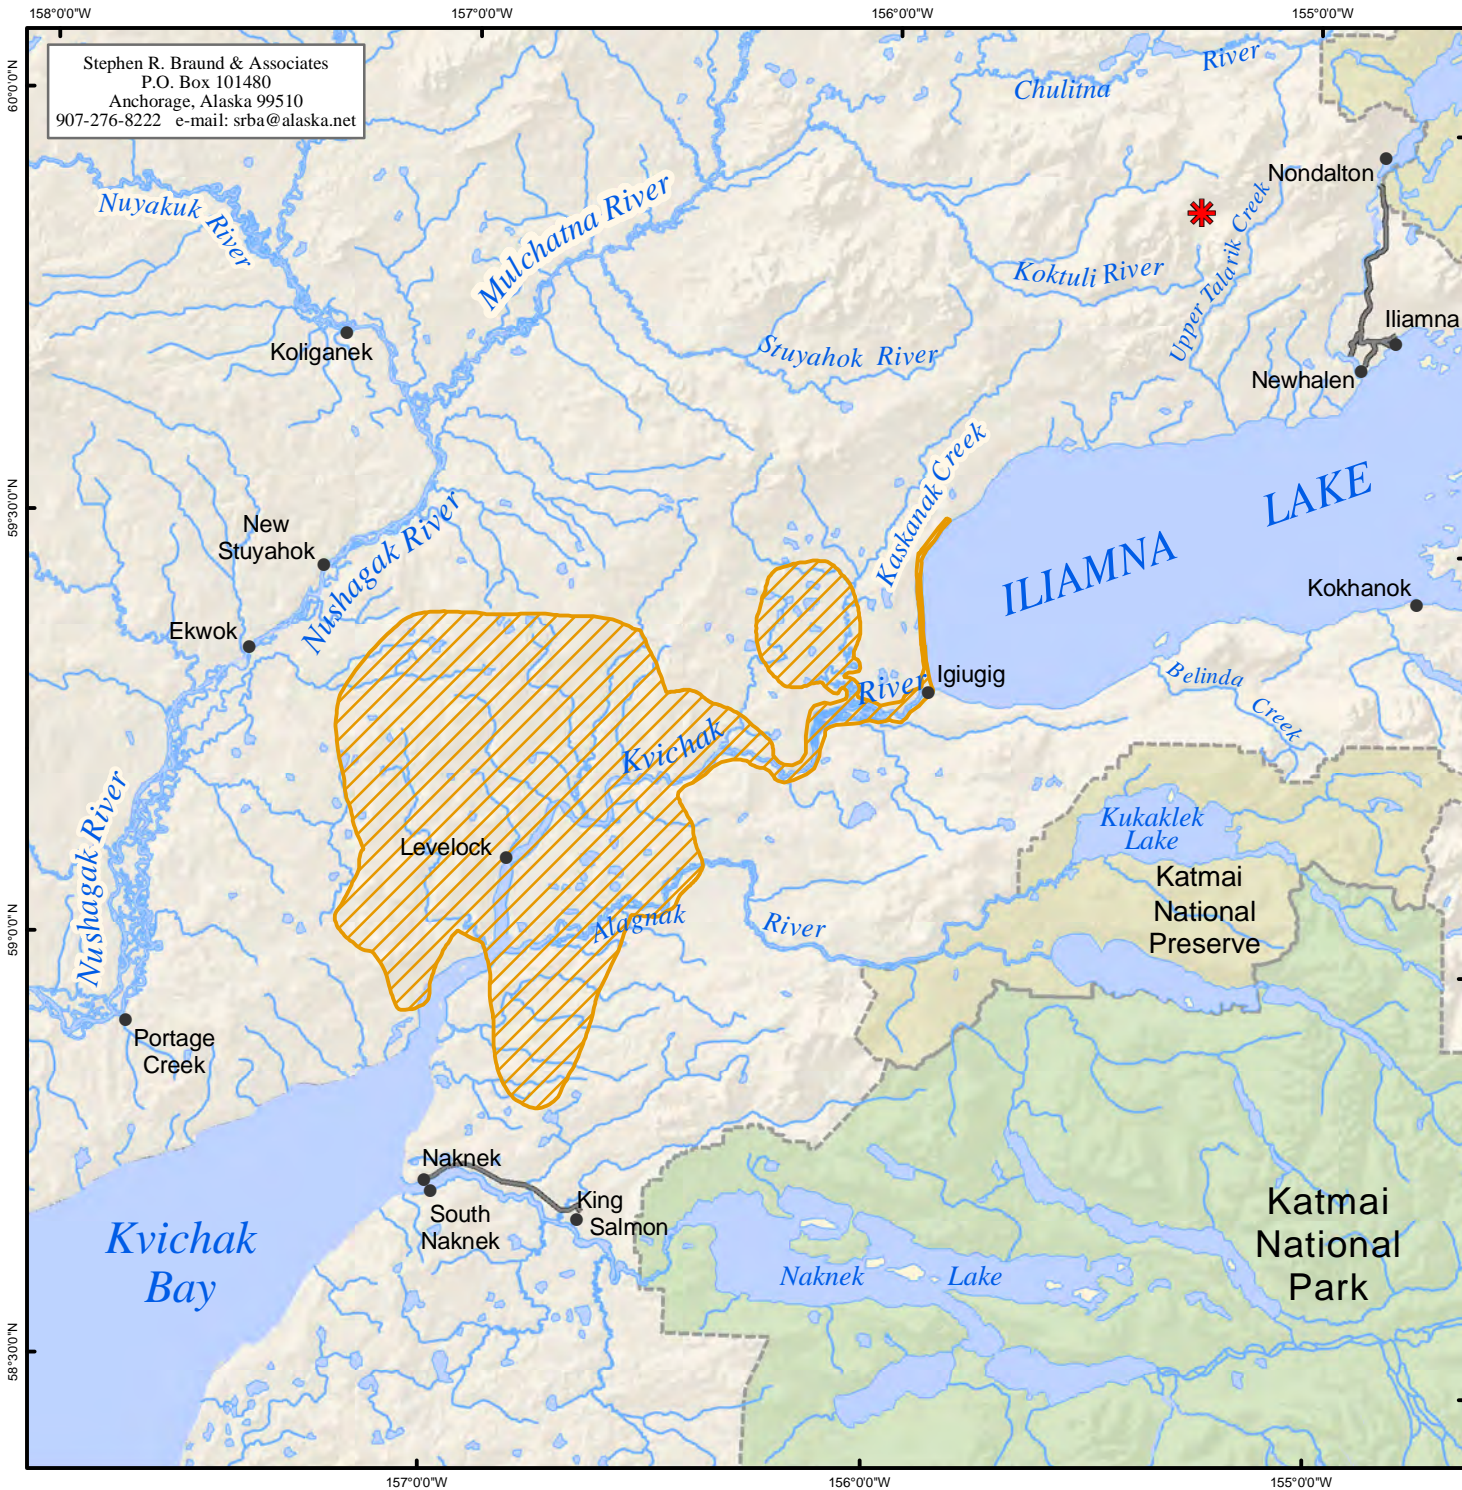 158°0'0"W
157°0'0"W
156°0'0"W
155°0'0"W
Stephen R. Braund & Associates
P.O. Box 101480
Anchorage, Alaska 99510
907-276-8222 e-mail: srba@alaska.net
60°0'0"N
Chulitna River
Nondalton
Nuyakuk River
Mulchatna River
Upper Talarik Creek
Koktuli River
Iliamna
Koliganek
Stuyahok River
Newhalen
Kaskanak Creek
59°30'0"N
ILIAMNA LAKE
New
Stuyahok
Nushagak River
Kokhanok
Ekwok
Igiugig
Belinda Creek
Kvichak River
Nushagak River
Kukaklek
Lake
Levelock
Katmai
National
Preserve
Alagnak River
59°0'0"N
Portage
Creek
Naknek
King
Salmon
South
Naknek
Katmai
National
Park
Kvichak
Bay
Naknek Lake
58°30'0"N
157°0'0"W
156°0'0"W
155°0'0"W